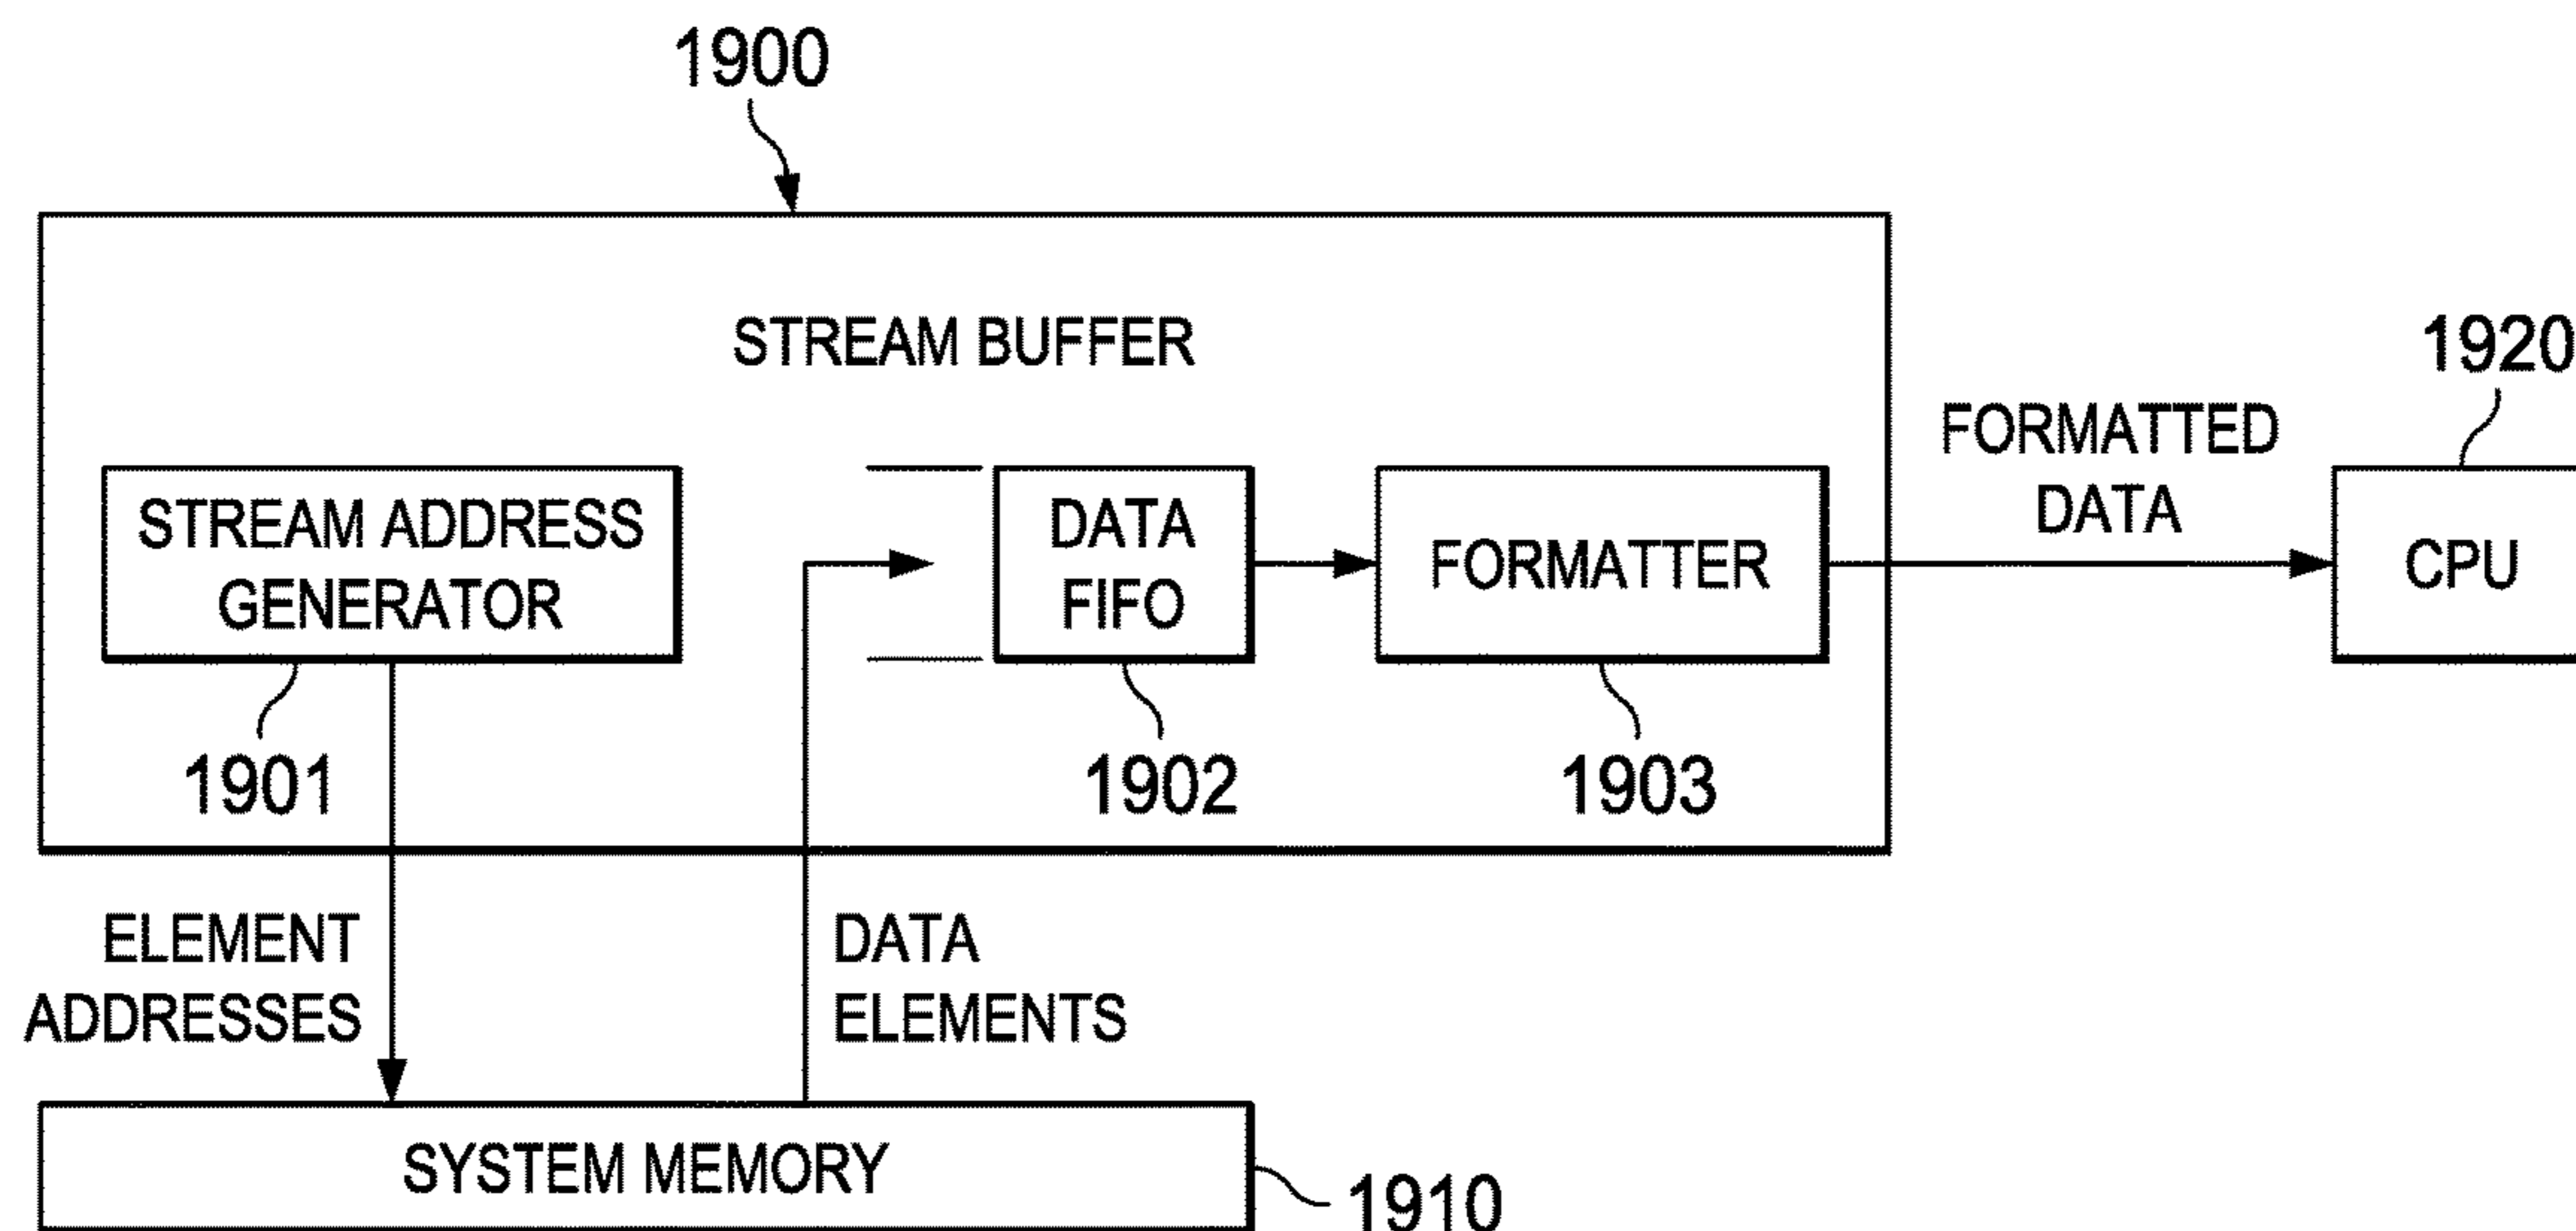 1900
STREAM BUFFER
1920
FORMATTED
DATA
STREAM ADDRESS
GENERATOR
DATA
FIFO
FORMATTER
CPU
1901
1902
1903
ELEMENT
ADDRESSES
DATA
ELEMENTS
SYSTEM MEMORY
1910